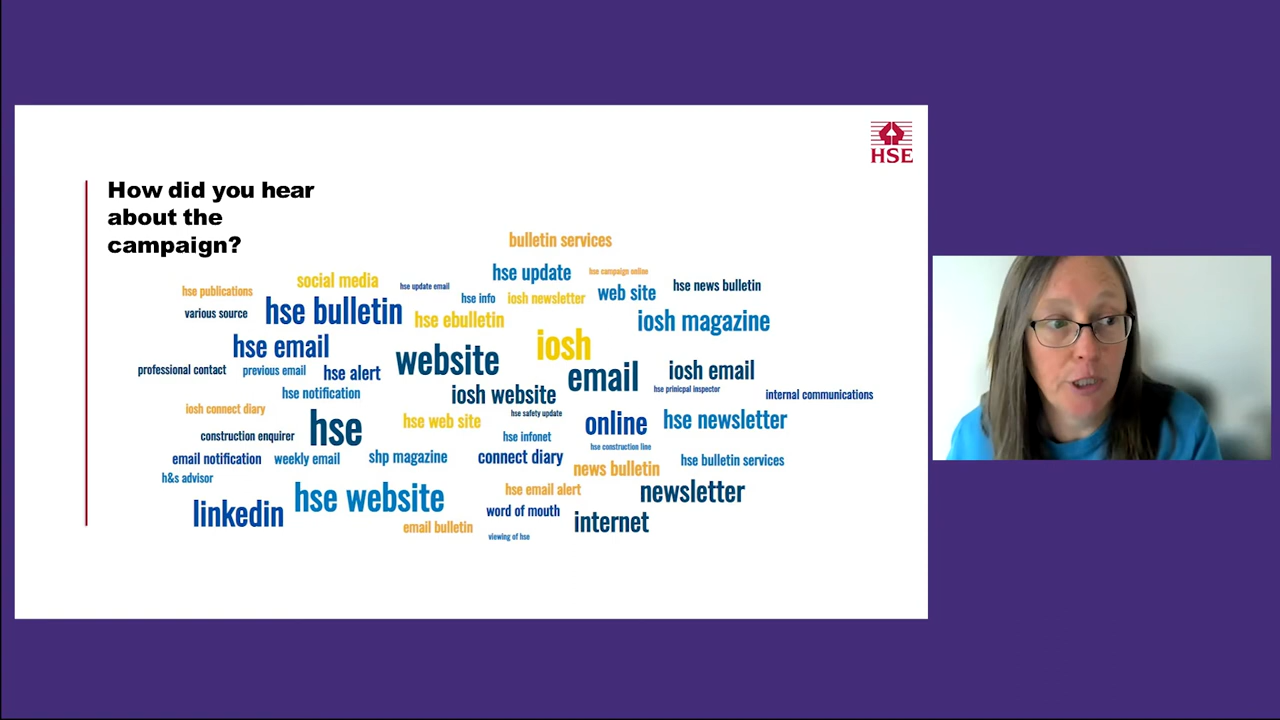 HSE
How did you hear
about the
campaign?
bulletin services
hse update
hse campaign online
social media
hse update email
hse news bulletin
hse publications
hse info
iosh newsletter
web site
various source
hse bulletin
hse ebulletin
iosh magazine
hse email
website
iosh
professional contact
previous email
hse alert
email
iosh email
hse prinicpal inspector
hse notification
iosh website
internal communications
iosh connect diary
hse
hse web site
hse safety update
online
hse newsletter
construction enquirer
hse infonet
hse construction line
email notification
weekly email
shp magazine
connect diary
news bulletin
hse bulletin services
h&s advisor
hse website
hse email alert
newsletter
linkedin
email bulletin
word of mouth
internet
viewing of hse